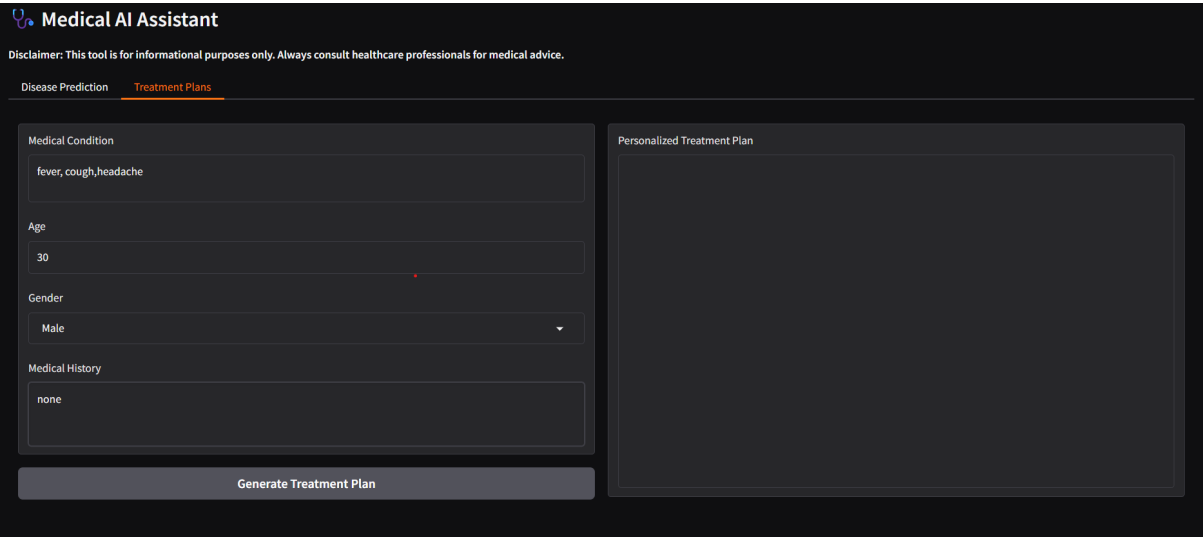 Medical AI Assistant
Disclaimer: This tool is for informational purposes only. Always consult healthcare professionals for medical advice.
Disease Prediction
Treatment Plans
Medical Condition
fever, cough,headache
Age
30
Gender
Male
Medical History
none
Generate Treatment Plan
Personalized Treatment Plan